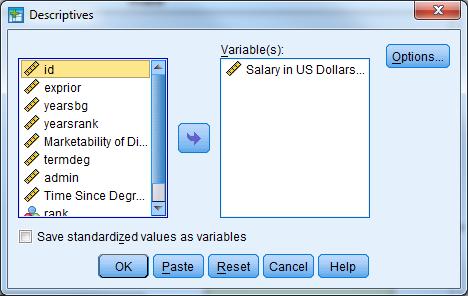 Descriptives
Variable(s):
id
exprior
yearsbg
yearsrank
Marketability of Di...
termdeg
admin
Time Since Degr...
rank
Salary in US Dollars...
Options...
Save standardized values as variables
OK
Paste
Reset
Cancel
Help